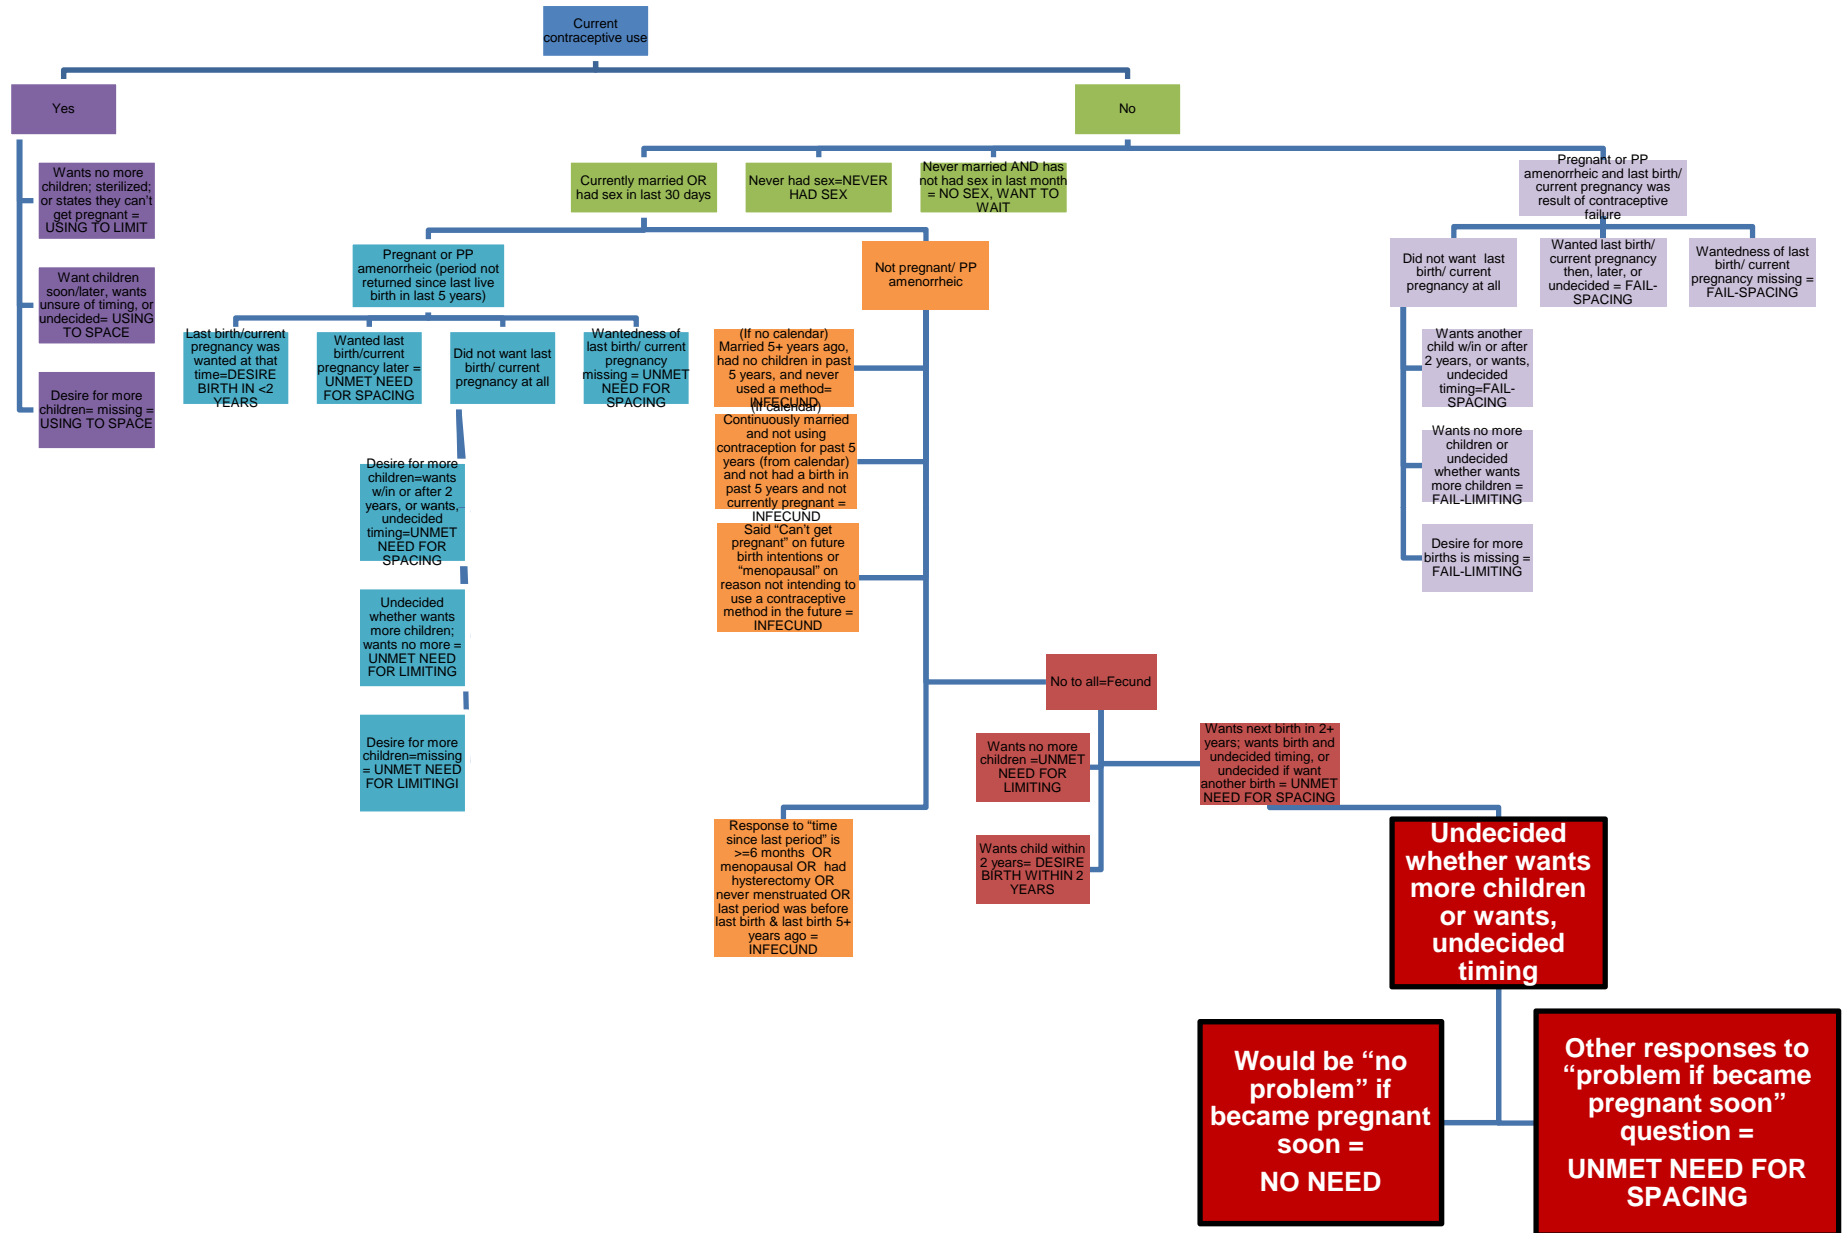 Current
contraceptive use
Yes
No
Wants no more
children; sterilized;
or states they can't
get pregnant =
USING TO LIMIT
Want children
soon/later, wants
unsure of timing, or
undecided= USING
TO SPACE
Desire for more
children= missing =
USING TO SPACE
Currently married OR
had sex in last 30 days
Never had sex=NEVER
HAD SEX
Never married AND has
not had sex in last month
= NO SEX, WANT TO
WAIT
Pregnant or PP
amenorrheic and last birth/
current pregnancy was
result of contraceptive
failure
Pregnant or PP
amenorrheic (period not
returned since last live
birth in last 5 years)
Not pregnant/ PP
amenorrheic
Did not want  last
birth/ current
pregnancy at all
Wanted last birth/
current pregnancy
then, later, or
undecided = FAIL-
SPACING
Wantedness of last
birth/ current
pregnancy missing =
FAIL-SPACING
Last birth/current
pregnancy was
wanted at that
time=DESIRE
BIRTH IN <2
YEARS
Wanted last
birth/current
pregnancy later =
UNMET NEED
FOR SPACING
Did not want last
birth/ current
pregnancy at all
Wantedness of
last birth/ current
pregnancy
missing = UNMET
NEED FOR
SPACING
Desire for more
children=wants
w/in or after 2
years, or wants,
undecided
timing=UNMET
NEED FOR
SPACING
Undecided
whether wants
more children;
wants no more =
UNMET NEED
FOR LIMITING
Desire for more
children=missing
= UNMET NEED
FOR LIMITINGI
(If no calendar)
Married 5+ years ago,
had no children in past
5 years, and never
used a method=
INFECUND
(If calendar)
Continuously married
and not using
contraception for past 5
years (from calendar)
and not had a birth in
past 5 years and not
currently pregnant =
INFECUND
Said “Can't get
pregnant” on future
birth intentions or
“menopausal” on
reason not intending to
use a contraceptive
method in the future =
INFECUND
Response to “time
since last period” is
>=6 months  OR
menopausal OR  had
hysterectomy OR
never menstruated OR
last period was before
last birth & last birth 5+
years ago =
INFECUND
No to all=Fecund
Wants no more
children =UNMET
NEED FOR
LIMITING
Wants child within
2 years= DESIRE
BIRTH WITHIN 2
YEARS
Wants next birth in 2+
years; wants birth and
undecided timing, or
undecided if want
another birth = UNMET
NEED FOR SPACING
Wants another
child w/in or after
2 years, or wants,
undecided
timing=FAIL-
SPACING
Wants no more
children or
undecided
whether wants
more children =
FAIL-LIMITING
Desire for more
births is missing =
FAIL-LIMITING
Undecided
whether wants
more children
or wants,
undecided
timing
Would be “no
problem” if
became pregnant
soon =
NO NEED
Other responses to
“problem if became
pregnant soon”
question =
UNMET NEED FOR
SPACING